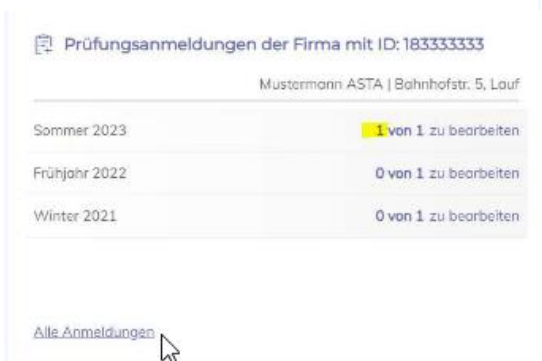 Prüfungsanmeldungen der Firma mit ID: 183333333
Mustermann ASTA | Bahnhofstr. 5, Lauf
Sommer 2023 1 von 1 zu bearbeiten
Frühjahr 2022 0 von 1 zu bearbeiten
Winter 2021 0 von 1 zu bearbeiten
Alle Anmeldungen